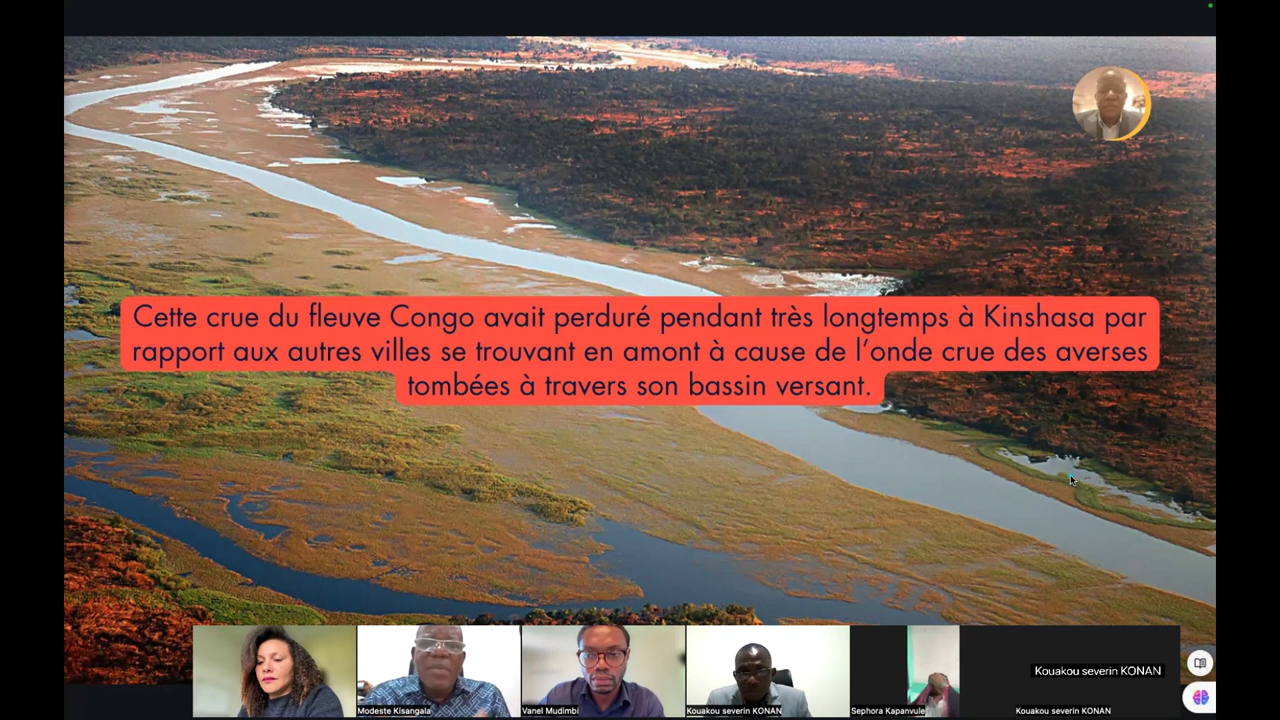 Cette crue du fleuve Congo avait perduré pendant très longtemps à Kinshasa par
rapport aux autres villes se trouvant en amont à cause de l’onde crue des averses
tombées à travers son bassin versant.
Kouakou severin KONAN
Modeste Kisangala
Vanel Mudimbi
Kouakou severin KONAN
Sephora Kapanvule
Kouakou severin KONAN